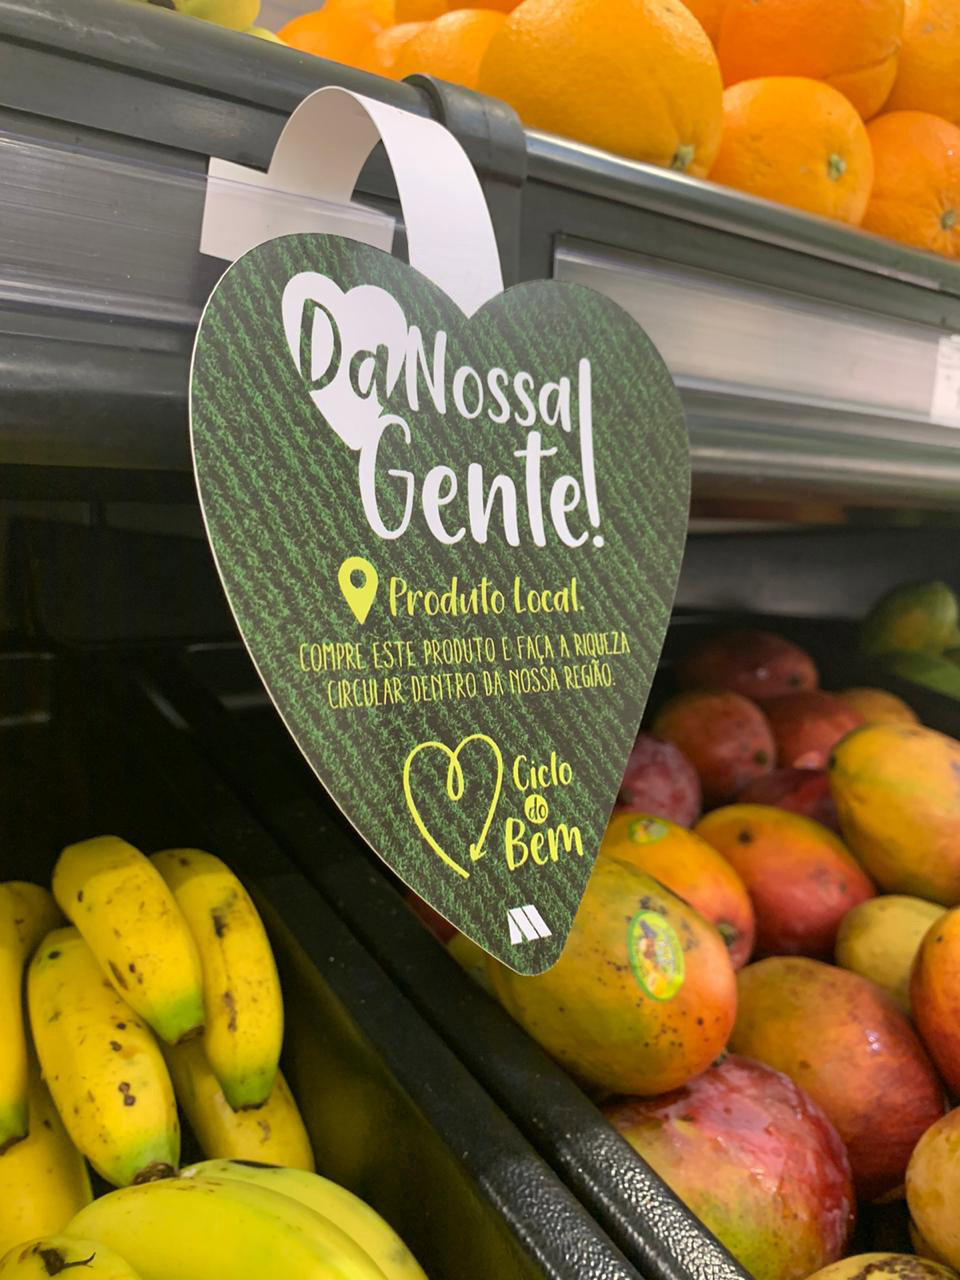 Da Nossa
Gente!
Produto Local.
COMPRE ESTE PRODUTO E FAÇA A RIQUEZA
CIRCULAR DENTRO DA NOSSA REGIÃO.
Ciclo
do
Bem